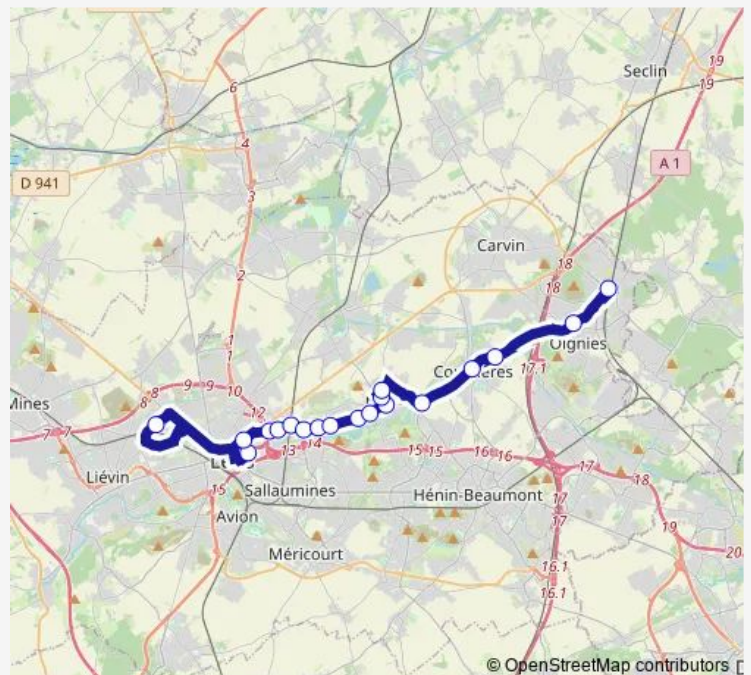 Seclin
19
19
6
4
D 941
A 1
3
Carvin
18
18
2
1
1
Oignies
17.1
Mines
8
8
9
9
10
7
7
12
13
14
15
15
16
16
17
Liévin
15
Sallaumines
Hénin-Beaumont
18
17
17
Avion
19
Méricourt
20
16.1
16.1
© OpenStreetMap contributors